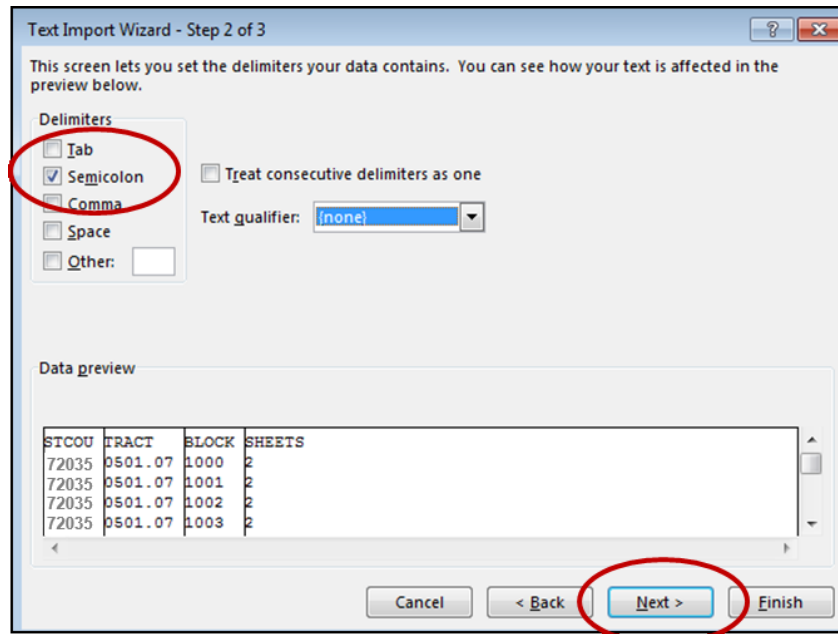 Text Import Wizard - Step 2 of 3
This screen lets you set the delimiters your data contains. You can see how your text is affected in the
preview below.
Delimiters
Tab
Semicolon
Comma
Space
Other:
Treat consecutive delimiters as one
Text qualifier: {none}
Data preview
STCOU TRACT BLOCK SHEETS
72035 0501.07 1000 2
72035 0501.07 1001 2
72035 0501.07 1002 2
72035 0501.07 1003 2
Cancel < Back Next > Finish